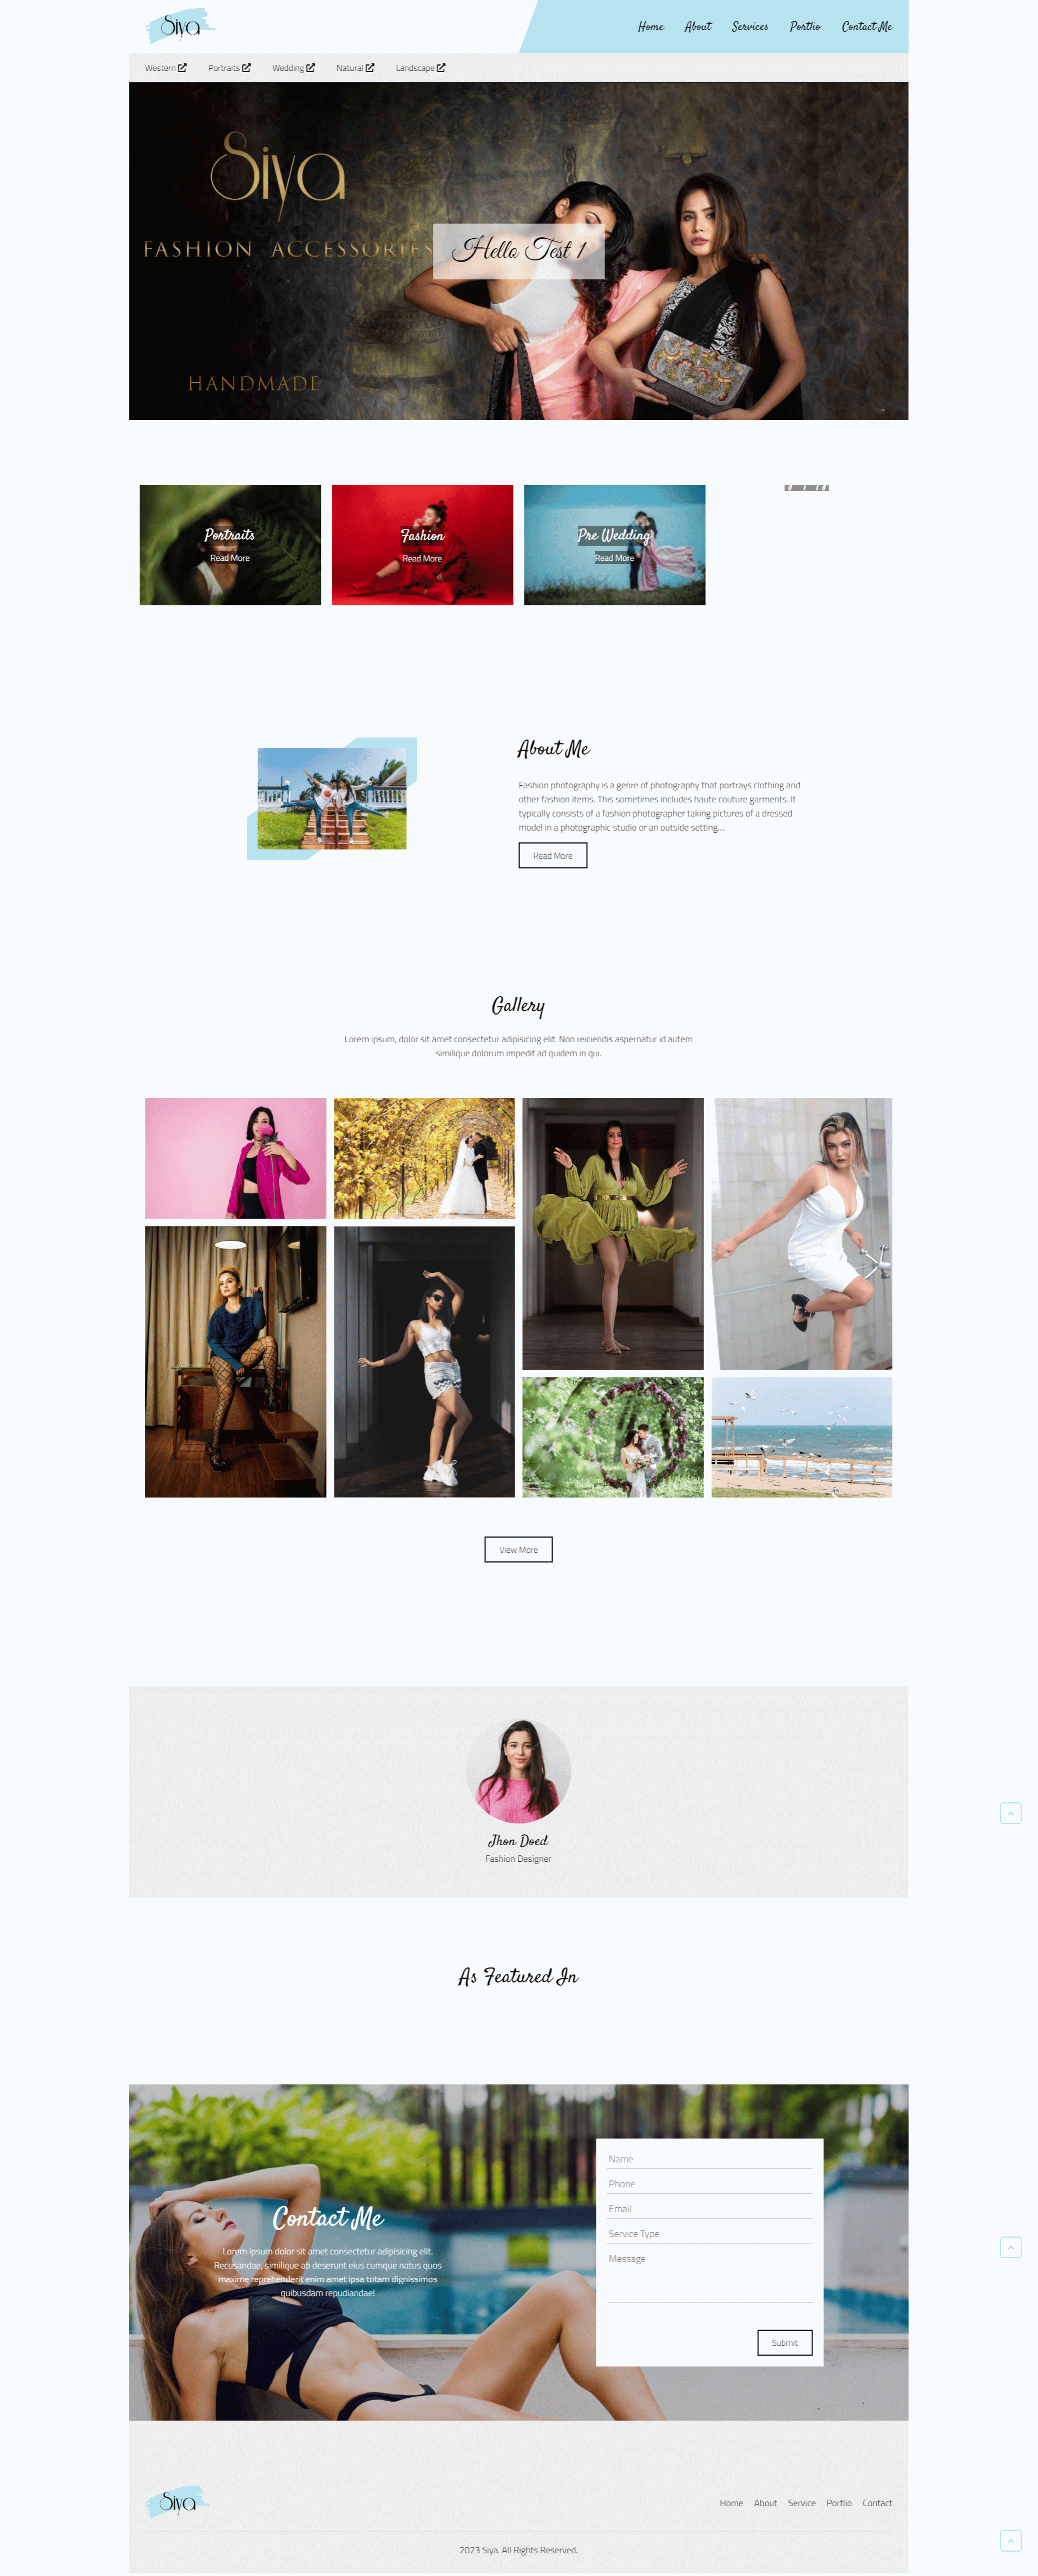 Siya
Home About Services Portlio Contact Me
Western Portraits Wedding Natural Landscape
Siya
FASHION ACCESSORIES
Hello Test 1
HANDMADE
Portraits
Read More
Fashion
Read More
Pre Wedding
Read More
About Me
Fashion photography is a genre of photography that portrays clothing and
other fashion items. This sometimes includes haute couture garments. It
typically consists of a fashion photographer taking pictures of a dressed
model in a photographic studio or an outside setting....
Read More
Gallery
Lorem ipsum, dolor sit amet consectetur adipisicing elit. Non reiciendis aspernatur id autem
similique dolorum impedit ad quidem in qui.
View More
Jhon Doed
Fashion Designer
As Featured In
Contact Me
Lorem ipsum dolor sit amet consectetur adipisicing elit.
Recusandae, similique ab deserunt eius cumque natus quos
maxime reprehenderit enim amet ipsa totam dignissimos
quibusdam repudiandae!
Name
Phone
Email
Service Type
Message
Submit
Siya
Home About Service Portlio Contact
2023 Siya. All Rights Reserved.